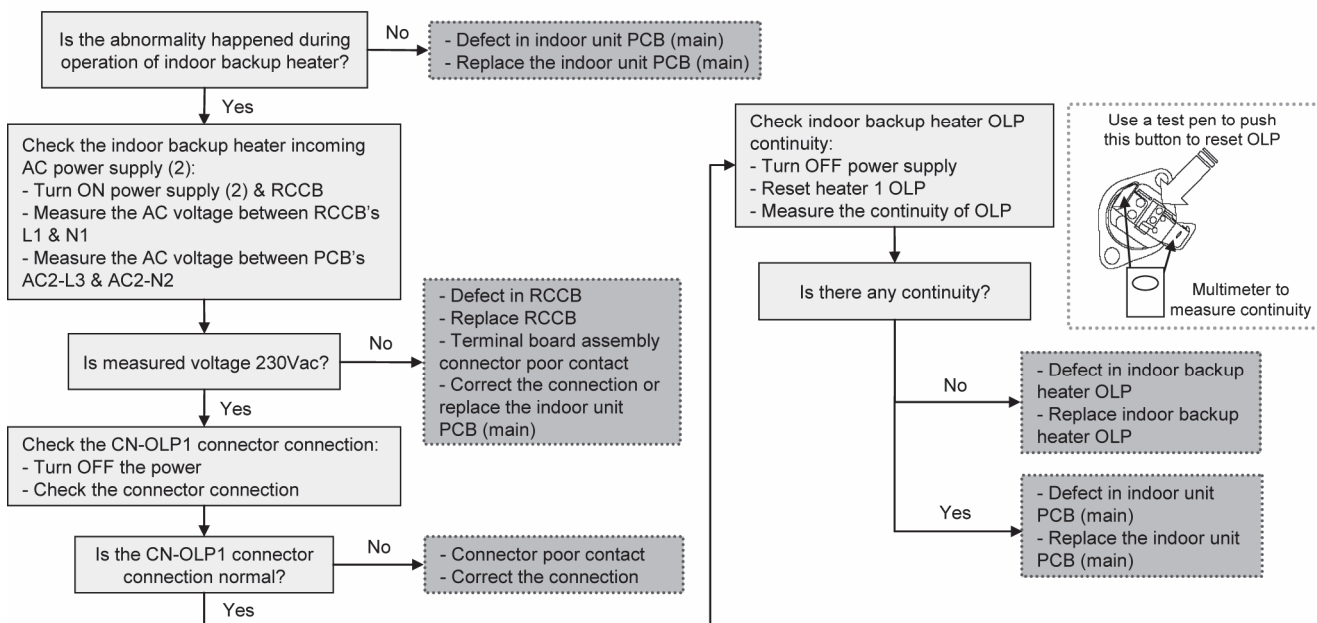 Is the abnormality happened during
operation of indoor backup heater?
No
- Defect in indoor unit PCB (main)
- Replace the indoor unit PCB (main)
Yes
Check the indoor backup heater incoming
AC power supply (2):
- Turn ON power supply (2) & RCCB
- Measure the AC voltage between RCCB's
L1 & N1
- Measure the AC voltage between PCB's
AC2-L3 & AC2-N2
Is measured voltage 230Vac?
No
- Defect in RCCB
- Replace RCCB
- Terminal board assembly
connector poor contact
- Correct the connection or
replace the indoor unit
PCB (main)
Yes
Check the CN-OLP1 connector connection:
- Turn OFF the power
- Check the connector connection
Is the CN-OLP1 connector
connection normal?
No
- Connector poor contact
- Correct the connection
Yes
Check indoor backup heater OLP
continuity:
- Turn OFF power supply
- Reset heater 1 OLP
- Measure the continuity of OLP
Is there any continuity?
No
- Defect in indoor backup
heater OLP
- Replace indoor backup
heater OLP
Yes
- Defect in indoor unit
PCB (main)
- Replace the indoor unit
PCB (main)
Use a test pen to push
this button to reset OLP
Multimeter to
measure continuity